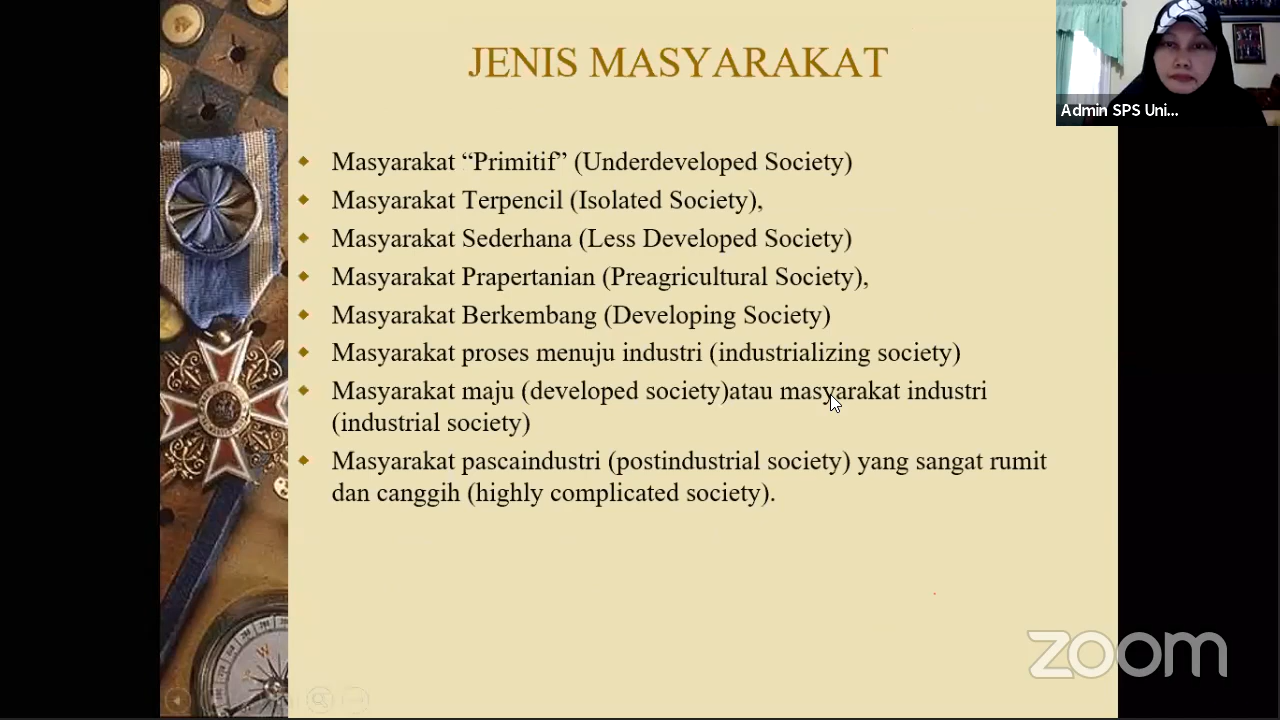 JENIS MASYARAKAT
Admin SPS Uni...
Masyarakat “Primitif” (Underdeveloped Society)
Masyarakat Terpencil (Isolated Society),
Masyarakat Sederhana (Less Developed Society)
Masyarakat Prapertanian (Preagricultural Society),
Masyarakat Berkembang (Developing Society)
Masyarakat proses menuju industri (industrializing society)
Masyarakat maju (developed society)atau masyarakat industri
(industrial society)
Masyarakat pascaindustri (postindustrial society) yang sangat rumit
dan canggih (highly complicated society).
W
zoom